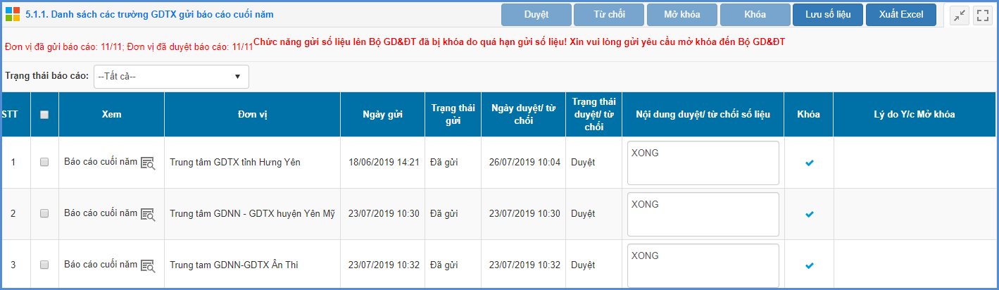 5.1.1. Danh sách các trường GDTX gửi báo cáo cuối năm Duyệt Từ chối Mở khóa Khóa Lưu số liệu Xuất Excel
Đơn vị đã gửi báo cáo: 11/11; Đơn vị đã duyệt báo cáo: 11/11 Chức năng gửi số liệu lên Bộ GD&ĐT đã bị khóa do quá hạn gửi số liệu! Xin vui lòng gửi yêu cầu mở khóa đến Bộ GD&ĐT
Trạng thái báo cáo: --Tất cả--
STT Xem Đơn vị Ngày gửi Trạng thái gửi Ngày duyệt/ từ chối Trạng thái duyệt/ từ chối Nội dung duyệt/ từ chối số liệu Khóa Lý do Y/c Mở khóa
1 Báo cáo cuối năm Trung tâm GDTX tỉnh Hưng Yên 18/06/2019 14:21 Đã gửi 26/07/2019 10:04 Duyệt XONG
2 Báo cáo cuối năm Trung tâm GDNN - GDTX huyện Yên Mỹ 23/07/2019 10:30 Đã gửi 23/07/2019 10:30 Duyệt XONG
3 Báo cáo cuối năm Trung tam GDNN-GDTX Ân Thi 23/07/2019 10:32 Đã gửi 23/07/2019 10:32 Duyệt XONG